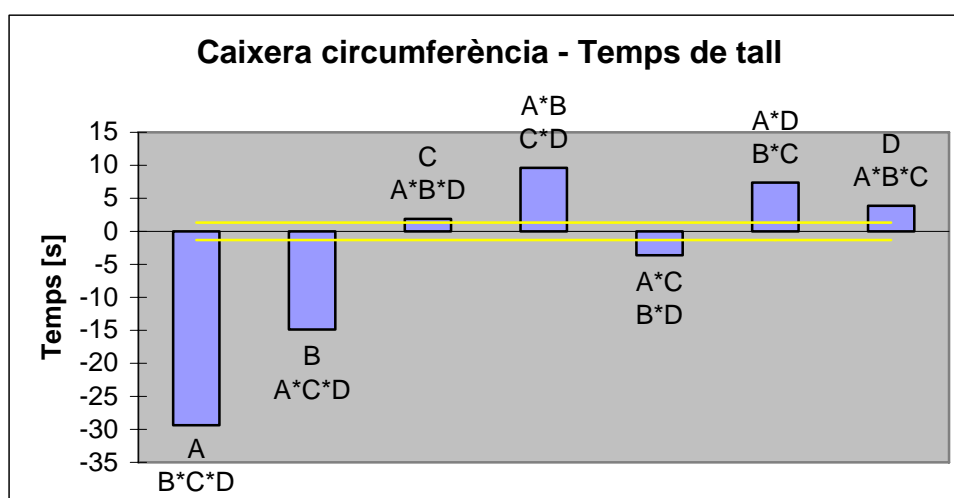 Caixera circumferència - Temps de tall
Temps [s]
15
10
5
0
-5
-10
-15
-20
-25
-30
-35
A
B*C*D
B
A*C*D
C
A*B*D
A*B
C*D
A*C
B*D
A*D
B*C
D
A*B*C